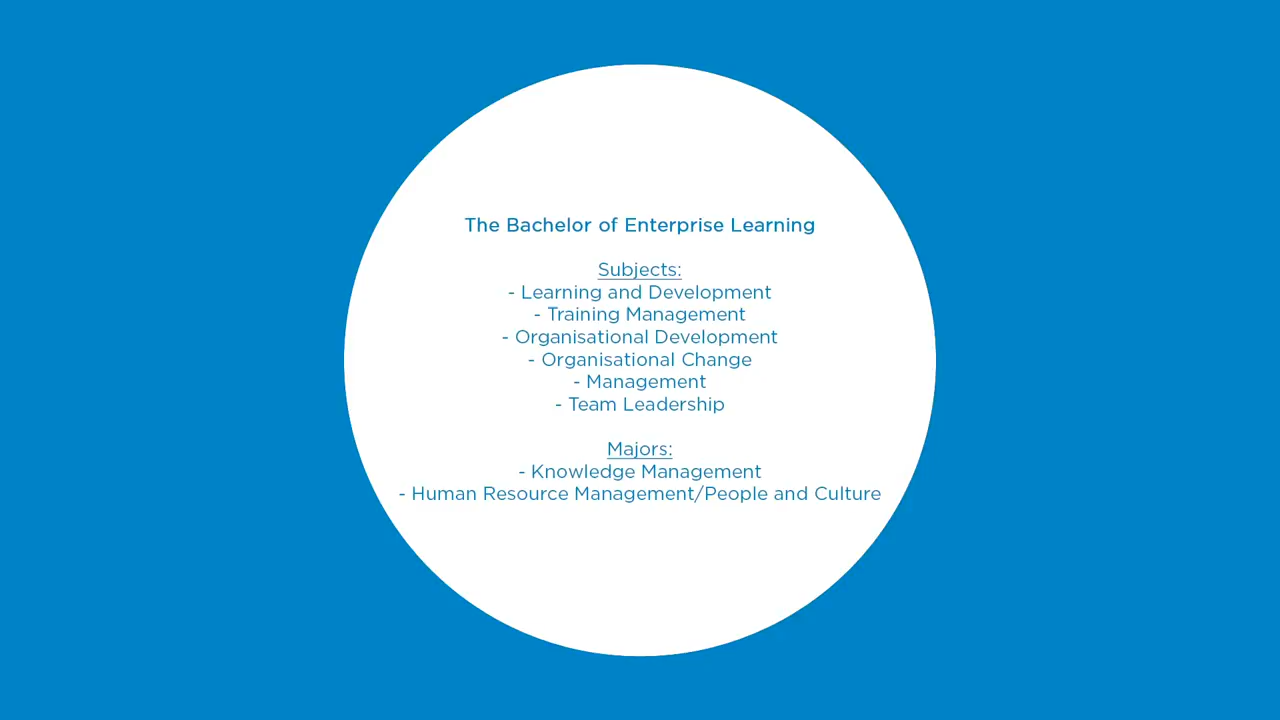 The Bachelor of Enterprise Learning
Subjects:
- Learning and Development
- Training Management
- Organisational Development
- Organisational Change
- Management
- Team Leadership
Majors:
- Knowledge Management
- Human Resource Management/People and Culture